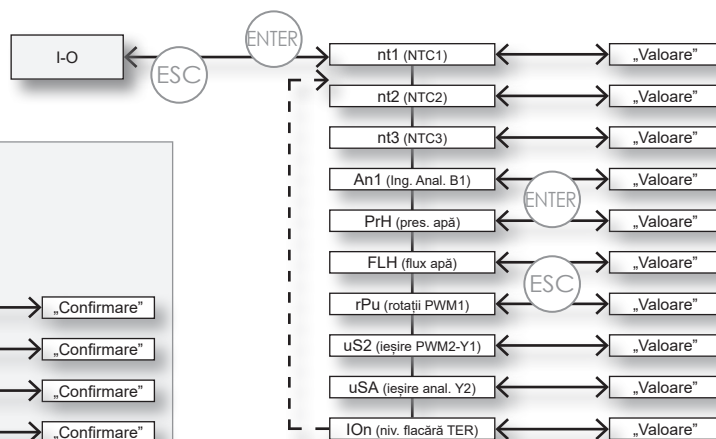 I-O
ESC
ENTER
nt1 (NTC1)
„Valoare”
nt2 (NTC2)
„Valoare”
nt3 (NTC3)
„Valoare”
An1 (Ing. Anal. B1)
„Valoare”
ENTER
PrH (pres. apă)
„Valoare”
FLH (flux apă)
„Valoare”
ESC
rPu (rotații PWM1)
„Valoare”
uS2 (ieșire PWM2-Y1)
„Valoare”
uSA (ieșire anal. Y2)
„Valoare”
IOn (niv. flacără TER)
„Valoare”
„Confirmare”
„Confirmare”
„Confirmare”
„Confirmare”